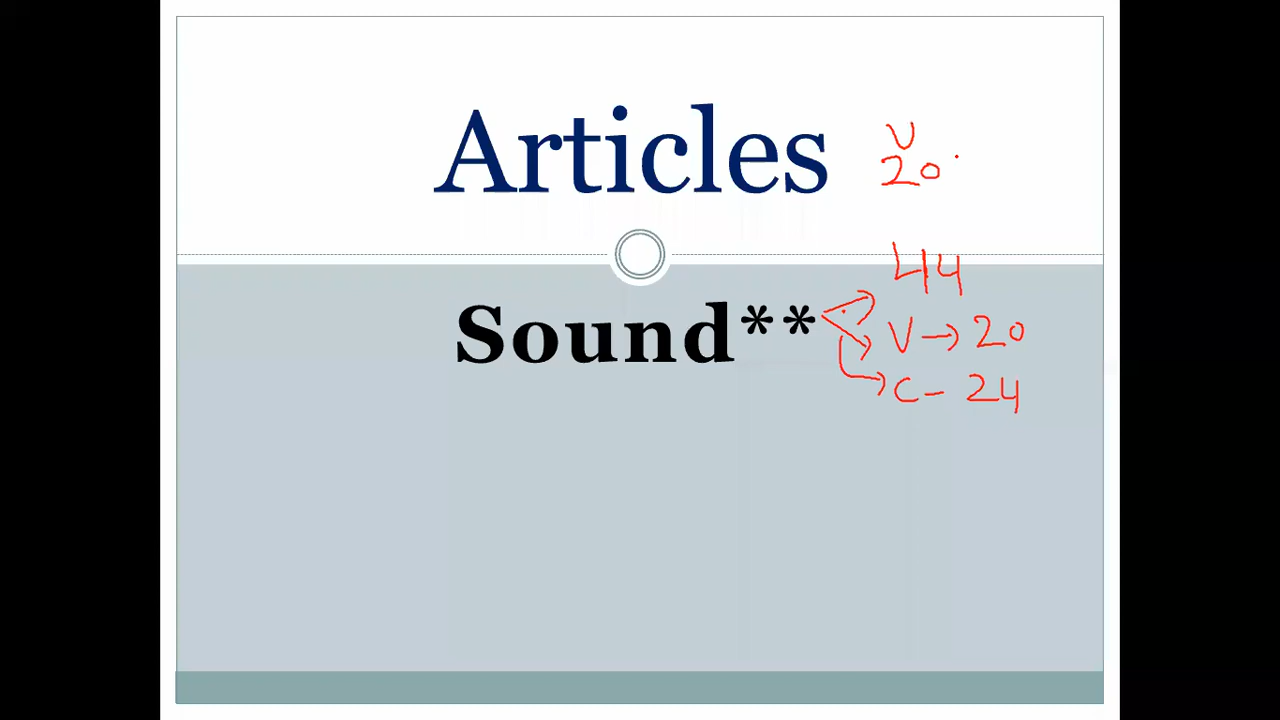 Articles
V
20
44
Sound**
V → 20
C - 24